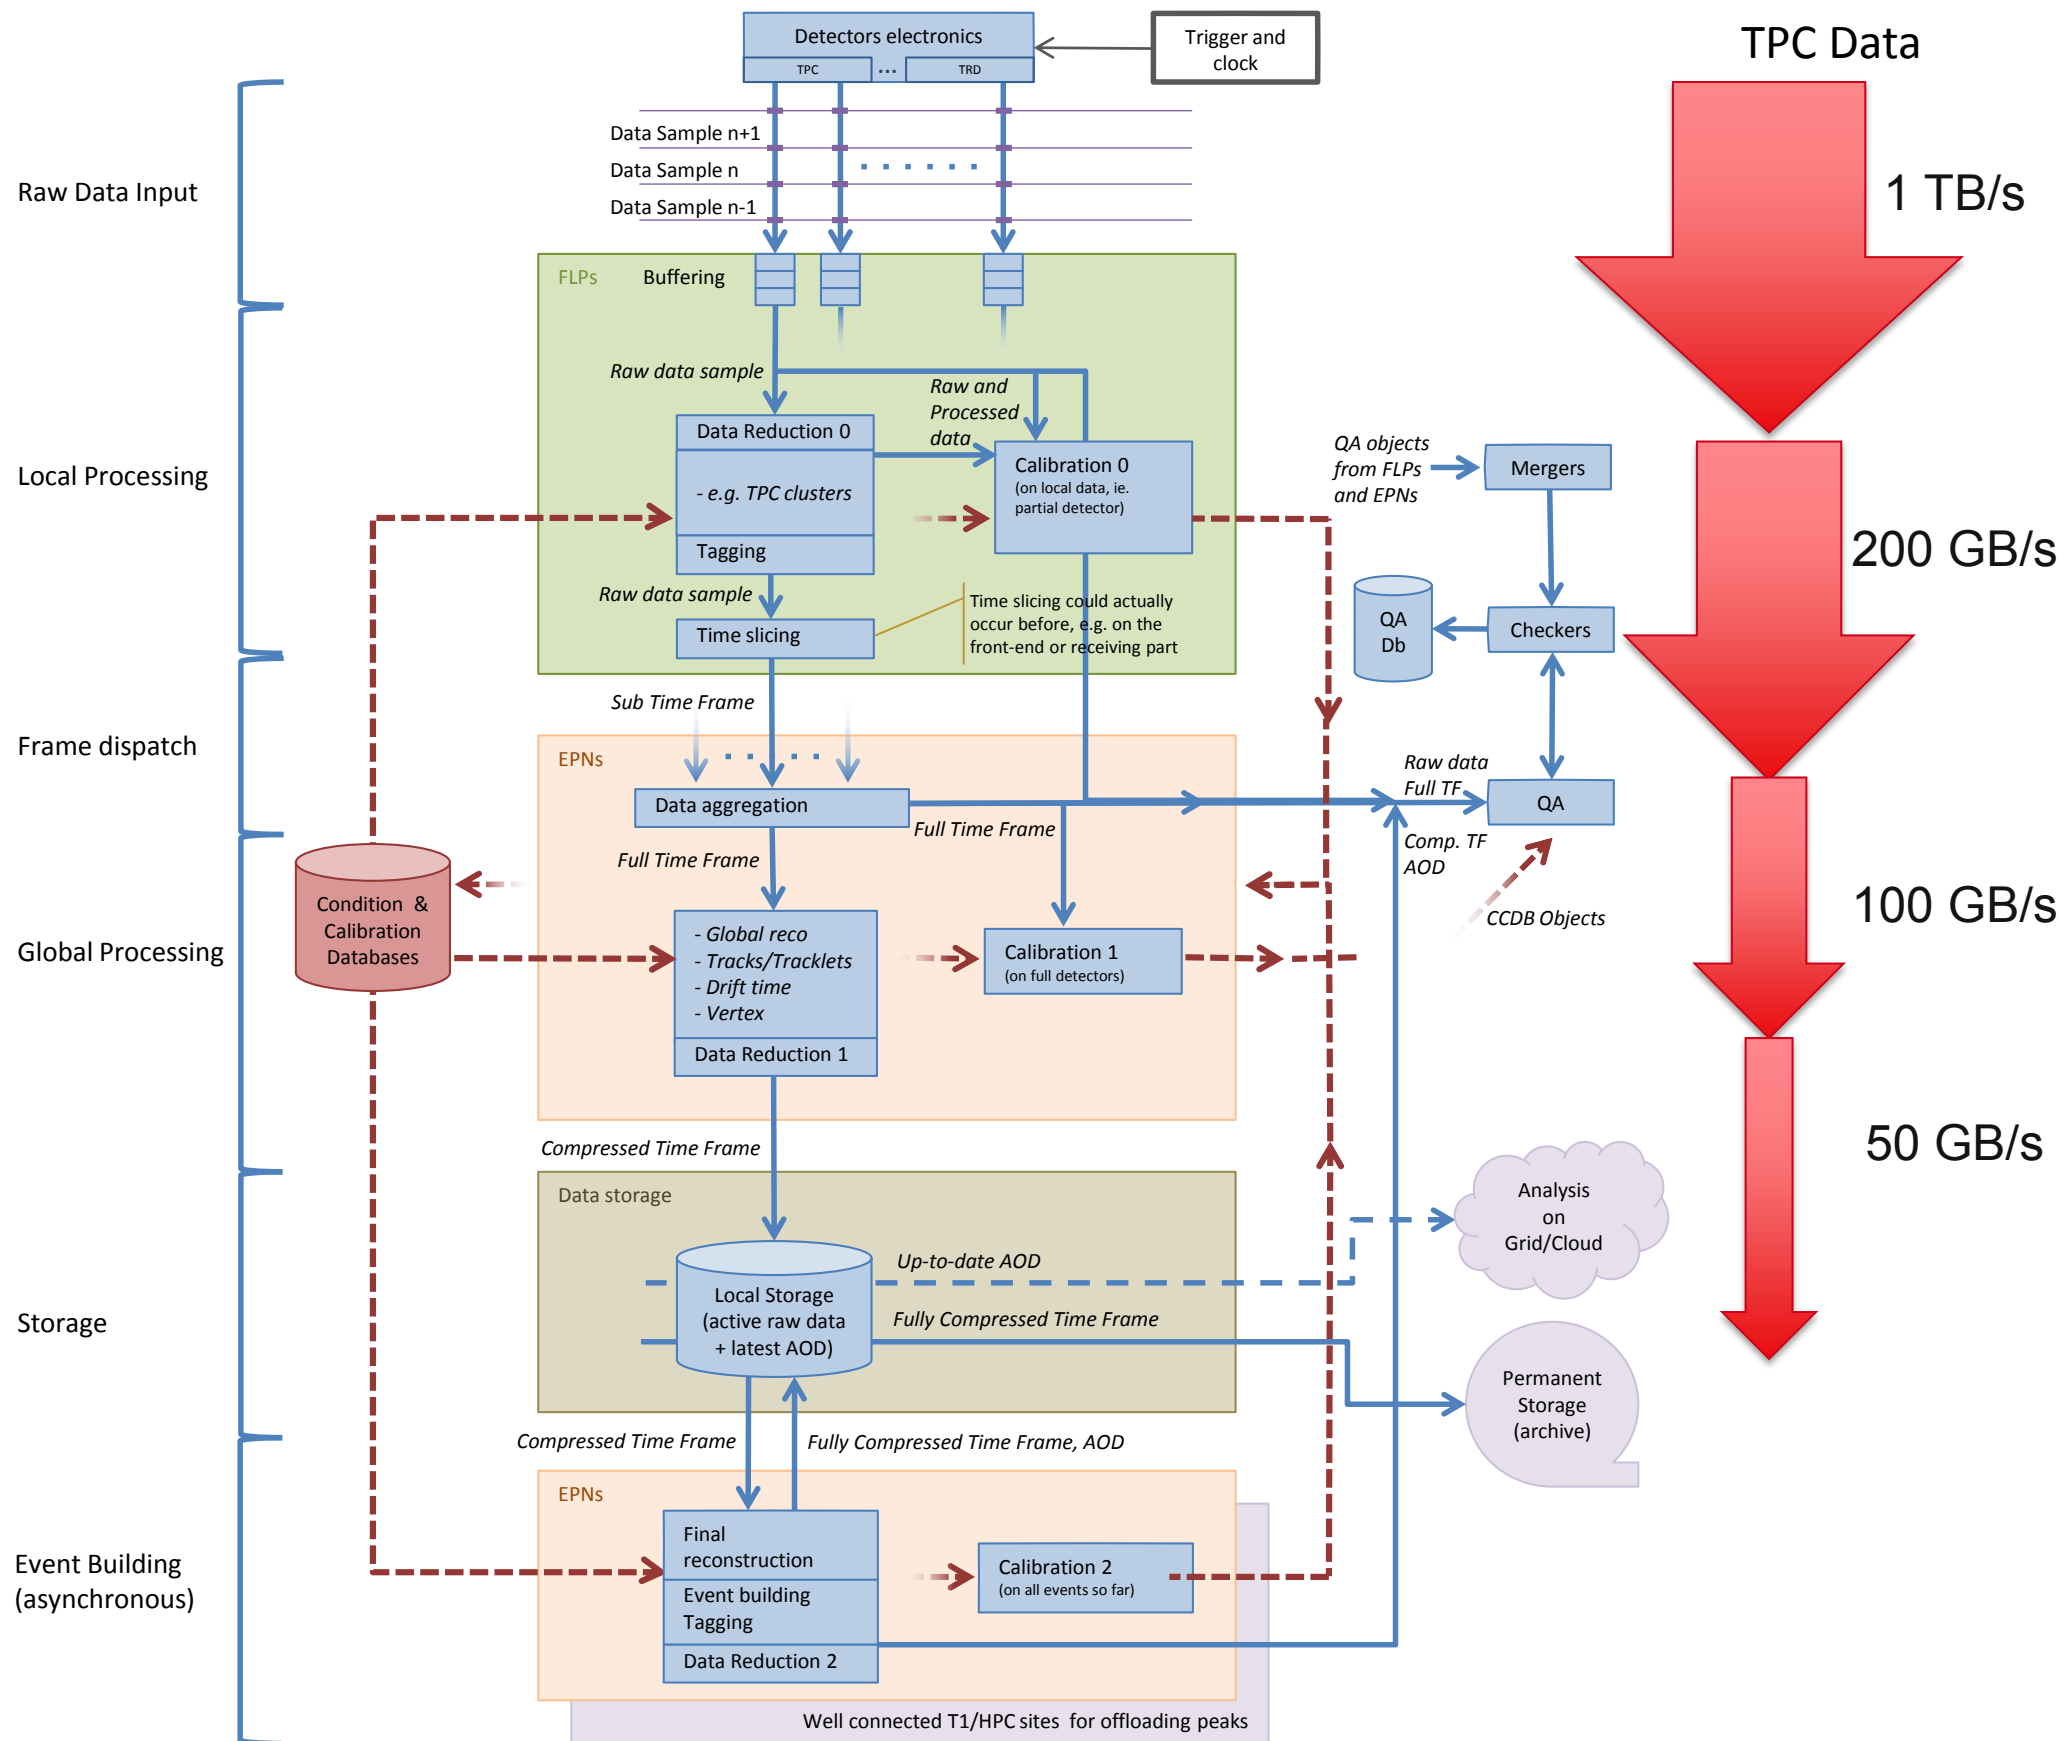 Detectors electronics
TPC
...
TRD
Trigger and
clock
TPC Data
Data Sample n+1
Data Sample n
Data Sample n-1
Raw Data Input
1 TB/s
FLPs
Buffering
Raw data sample
Raw and
Processed
data
Data Reduction 0
- e.g. TPC clusters
Tagging
Calibration 0
(on local data, ie.
partial detector)
Local Processing
QA objects
from FLPs
and EPNs
Mergers
200 GB/s
Raw data sample
Time slicing
Time slicing could actually
occur before, e.g. on the
front-end or receiving part
QA
Db
Checkers
Sub Time Frame
Frame dispatch
EPNs
Data aggregation
Full Time Frame
Full Time Frame
Raw data
Full TF
QA
Comp. TF
AOD
Condition &
Calibration
Databases
Global Processing
- Global reco
- Tracks/Tracklets
- Drift time
- Vertex
Data Reduction 1
Calibration 1
(on full detectors)
CCDB Objects
100 GB/s
Compressed Time Frame
50 GB/s
Data storage
Analysis
on
Grid/Cloud
Up-to-date AOD
Local Storage
(active raw data
+ latest AOD)
Fully Compressed Time Frame
Storage
Permanent
Storage
(archive)
Compressed Time Frame
Fully Compressed Time Frame, AOD
EPNs
Final
reconstruction
Event building
Tagging
Data Reduction 2
Calibration 2
(on all events so far)
Event Building
(asynchronous)
Well connected T1/HPC sites for offloading peaks